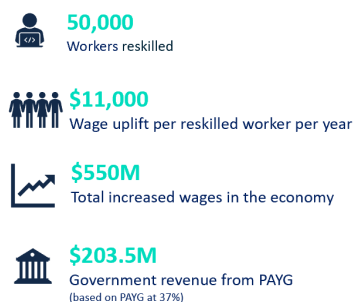 50,000
Workers reskilled
$11,000
Wage uplift per reskilled worker per year
$550M
Total increased wages in the economy
$203.5M
Government revenue from PAYG
(based on PAYG at 37%)